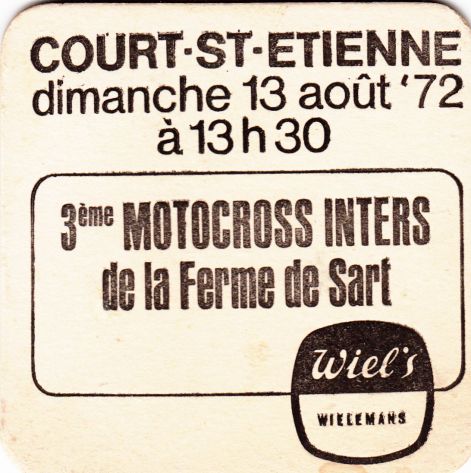 COURT-ST-ETIENNE
dimanche 13 août '72
à 13 h 30
3ème MOTOCROSS INTERS
de la Ferme de Sart
Wiel's
WIELEMANS